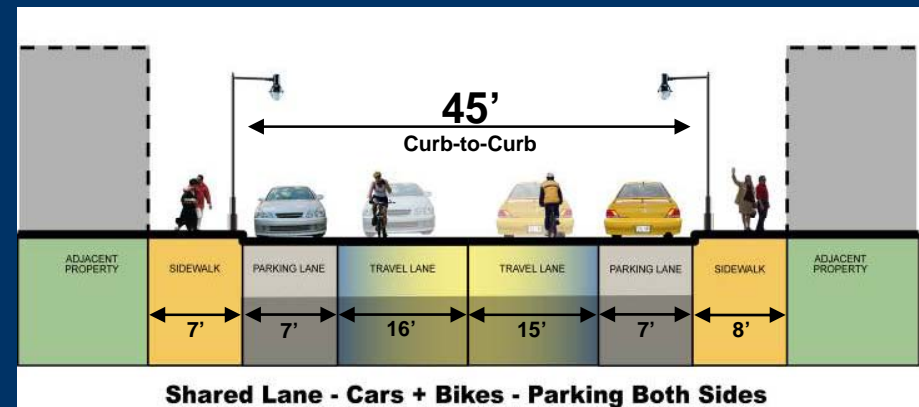 45’
Curb-to-Curb
ADJACENT
PROPERTY
SIDEWALK
PARKING LANE
TRAVEL LANE
TRAVEL LANE
PARKING LANE
SIDEWALK
ADJACENT
PROPERTY
7’
7’
16’
15’
7’
8’
Shared Lane - Cars + Bikes - Parking Both Sides